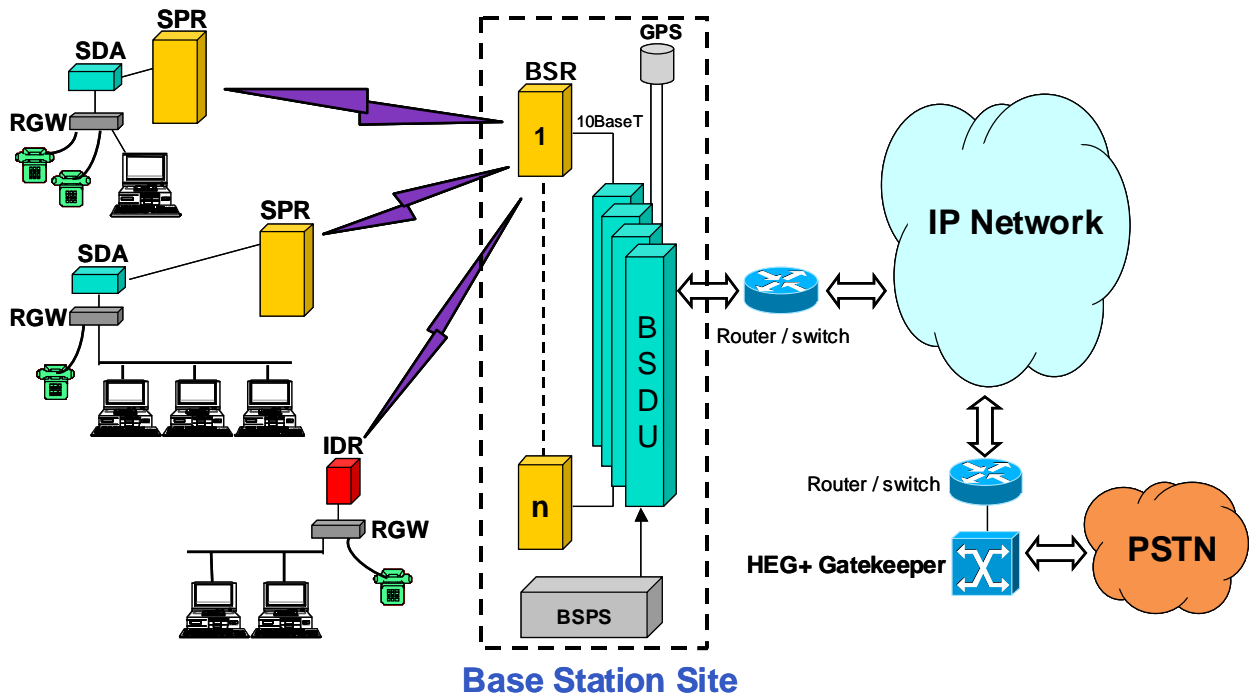 SPR
GPS
SDA
BSR
RGW
10BaseT
1
SPR
IP Network
SDA
RGW
B
S
D
U
Router / switch
IDR
Router / switch
n
RGW
HEG+ Gatekeeper
PSTN
BSPS
Base Station Site